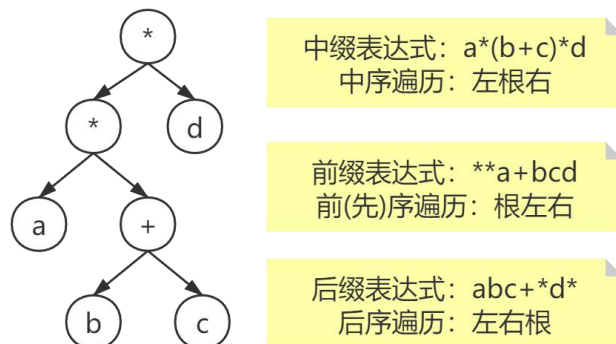 *
*
d
a
+
b
c
中缀表达式：a*(b+c)*d
中序遍历：左根右
前缀表达式：**a+bcd
前(先)序遍历：根左右
后缀表达式：abc+*d*
后序遍历：左右根